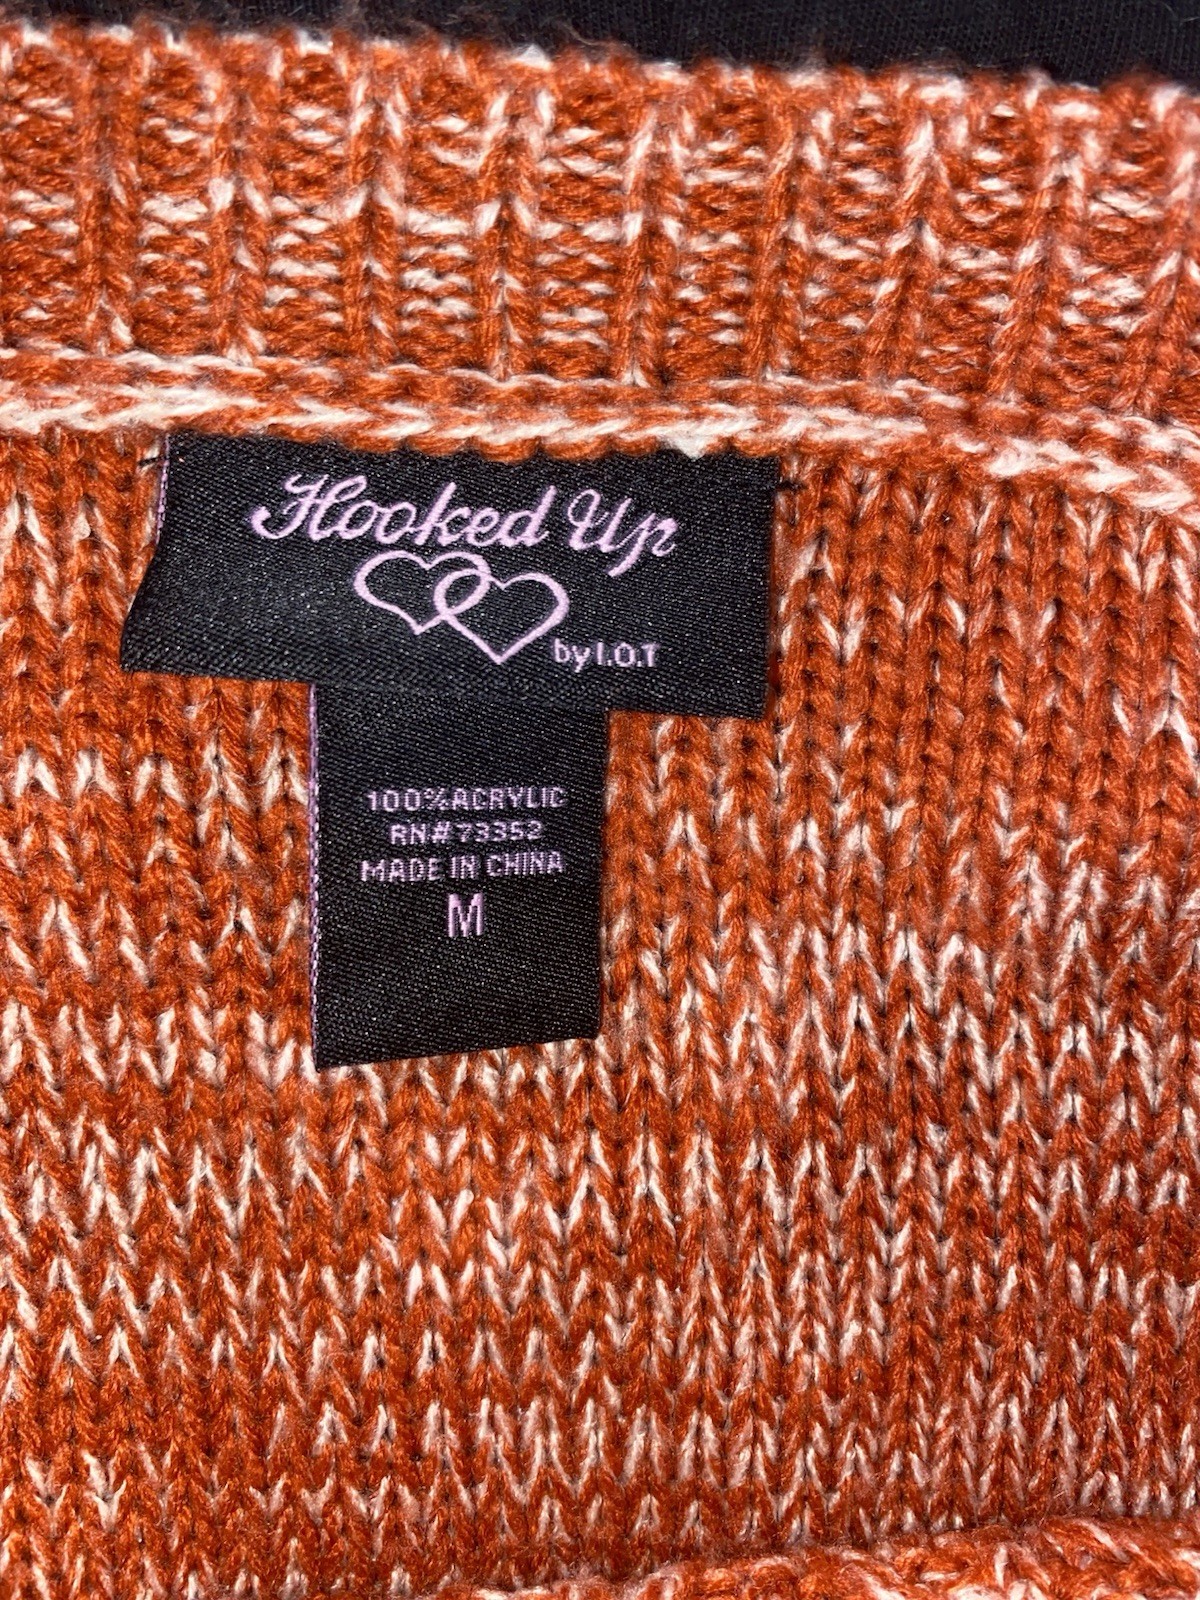 Hooked Up
by I.O.T
100%ACRYLIC
RN#73352
MADE IN CHINA
M